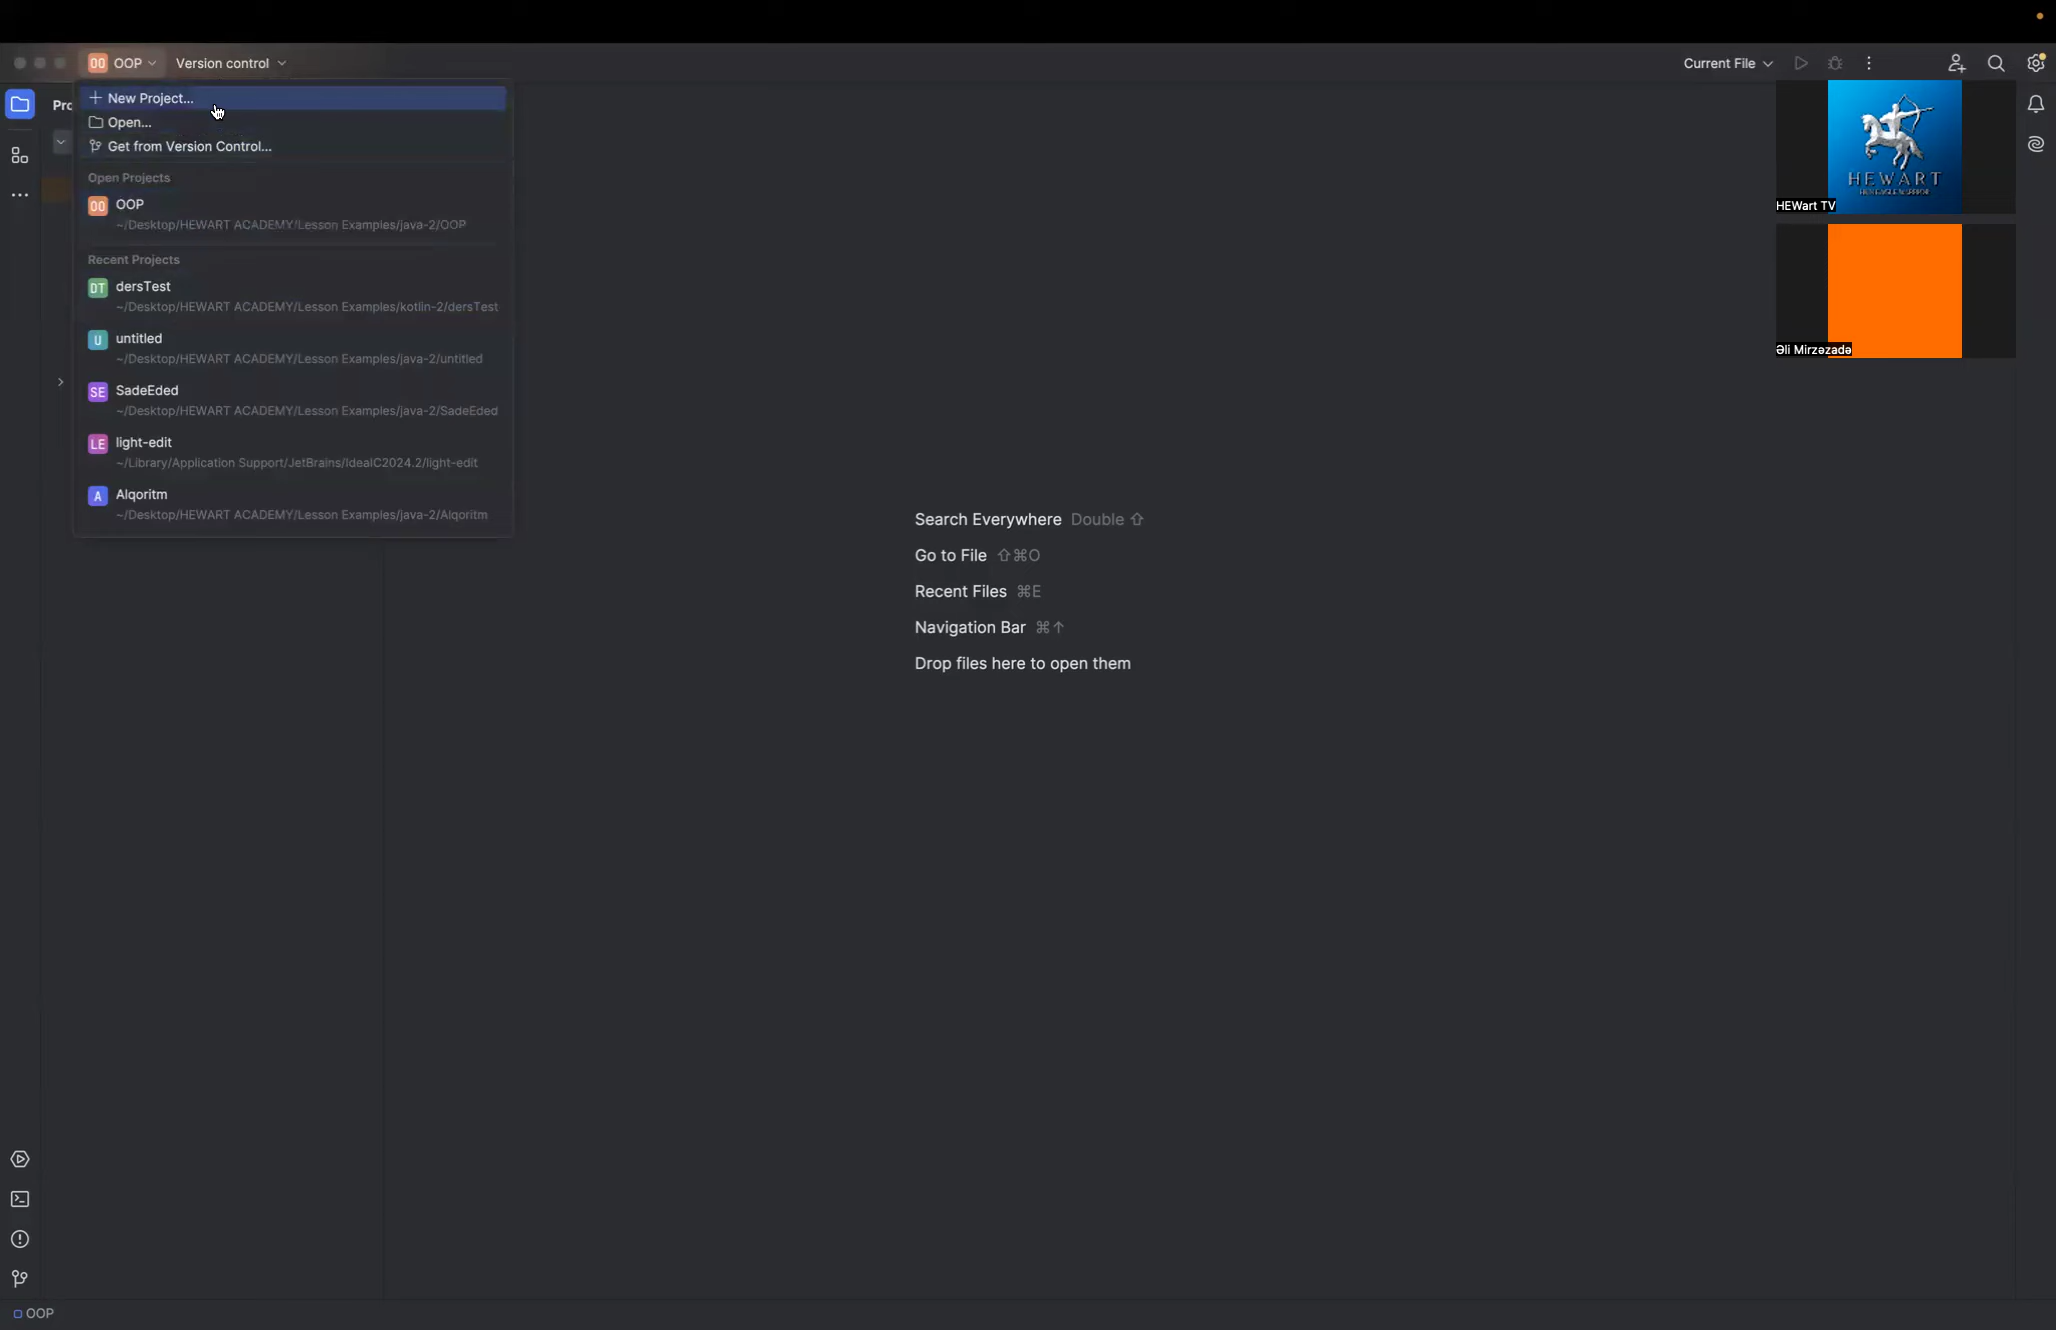 OO OOP
Version control
Current File
Pro
New Project...
Open...
Get from Version Control...
Open Projects
OO OOP
~/Desktop/HEWART ACADEMY/Lesson Examples/java-2/OOP
Recent Projects
DT dersTest
~/Desktop/HEWART ACADEMY/Lesson Examples/kotlin-2/dersTest
U untitled
~/Desktop/HEWART ACADEMY/Lesson Examples/java-2/untitled
SE SadeEded
~/Desktop/HEWART ACADEMY/Lesson Examples/java-2/SadeEded
LE light-edit
~/Library/Application Support/JetBrains/IdeaIC2024.2/light-edit
A Alqoritm
~/Desktop/HEWART ACADEMY/Lesson Examples/java-2/Alqoritm
Search Everywhere Double ⇧
Go to File ⇧⌘O
Recent Files ⌘E
Navigation Bar ⌘↑
Drop files here to open them
HEWART
HEWart TV
Əli Mirzəzadə
OOP